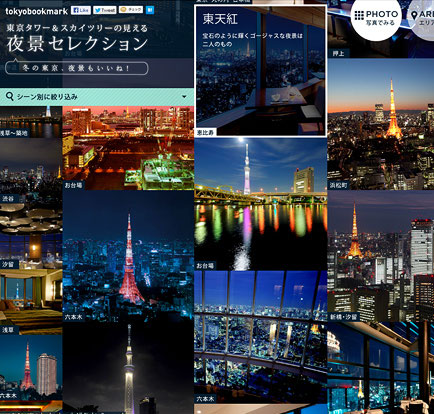 tokyobookmark
Like
Tweet
チェック
東京タワー＆スカイツリーの見える
夜景セレクション
冬の東京、夜景もいいね！
シーン別に絞り込み
東天紅
宝石のように輝くゴージャスな夜景は
二人のもの
恵比寿
PHOTO
写真でみる
押上
浅草～築地
お台場
渋谷
浜松町
汐留
お台場
六本木
新橋・汐留
浅草
六本木
六本木